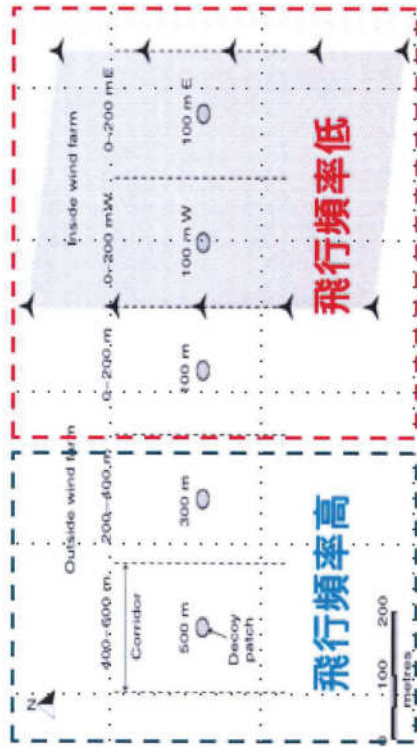 N
Outside wind farm
Inside wind farm
400-600 m
200-400 m
0-200 m
0-200 mW
0-200 mE
Corridor
500 m
300 m
100 m
100 m W
100 m E
Decoy
patch
飛行頻率高
飛行頻率低
0 100 200
metres